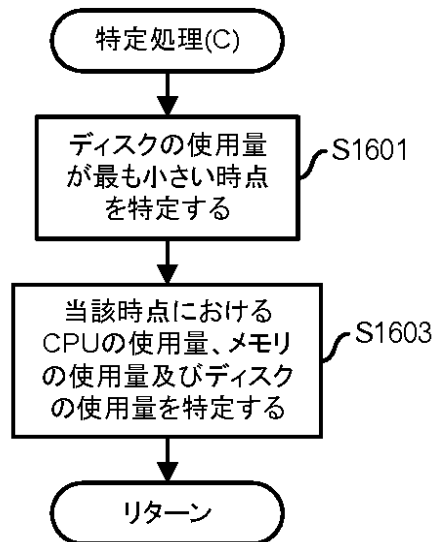 特定処理(C)
ディスクの使用量
が最も小さい時点
を特定する
S1601
当該時点における
CPUの使用量、メモリ
の使用量及びディスク
の使用量を特定する
S1603
リターン